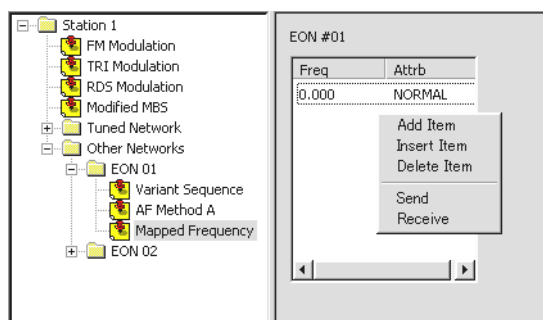 Station 1
FM Modulation
TRI Modulation
RDS Modulation
Modified MBS
Tuned Network
Other Networks
EON 01
Variant Sequence
AF Method A
Mapped Frequency
EON 02
EON #01
Freq Attrb
0.000 NORMAL
Add Item
Insert Item
Delete Item
Send
Receive